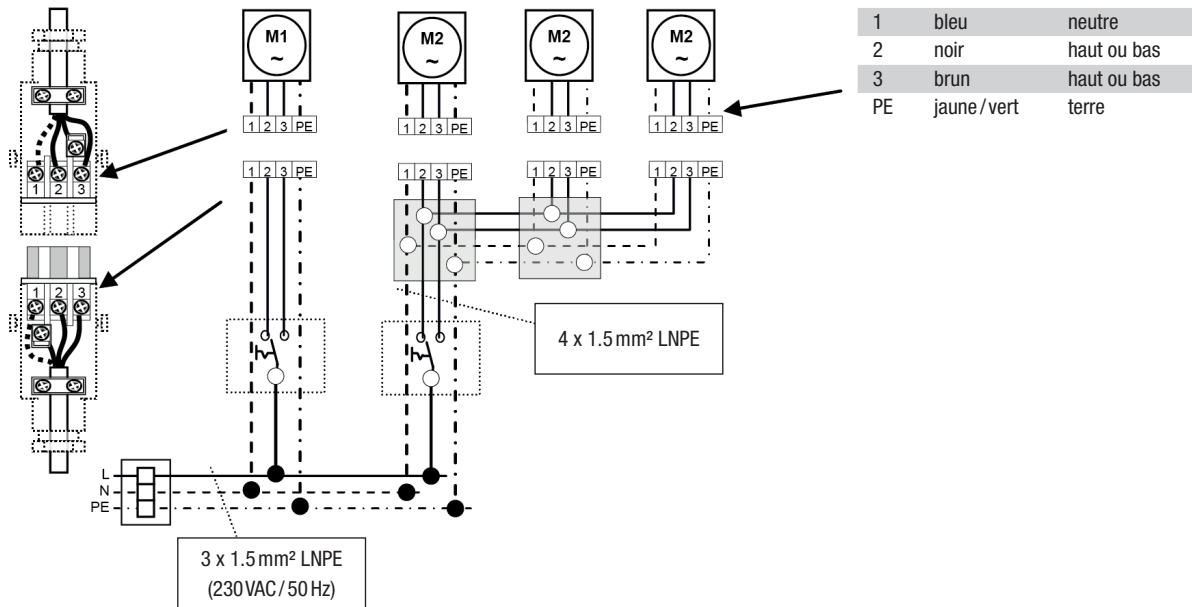 M1
~
M2
~
M2
~
M2
~
1 bleu neutre
2 noir haut ou bas
3 brun haut ou bas
PE jaune/vert terre
1 2 3 PE
1 2 3 PE
1 2 3 PE
1 2 3 PE
1 2 3 PE
1 2 3 PE
1 2 3 PE
1 2 3 PE
1 2 3
1 2 3
4 x 1.5 mm² LNPE
L
N
PE
3 x 1.5 mm² LNPE
(230 VAC / 50 Hz)